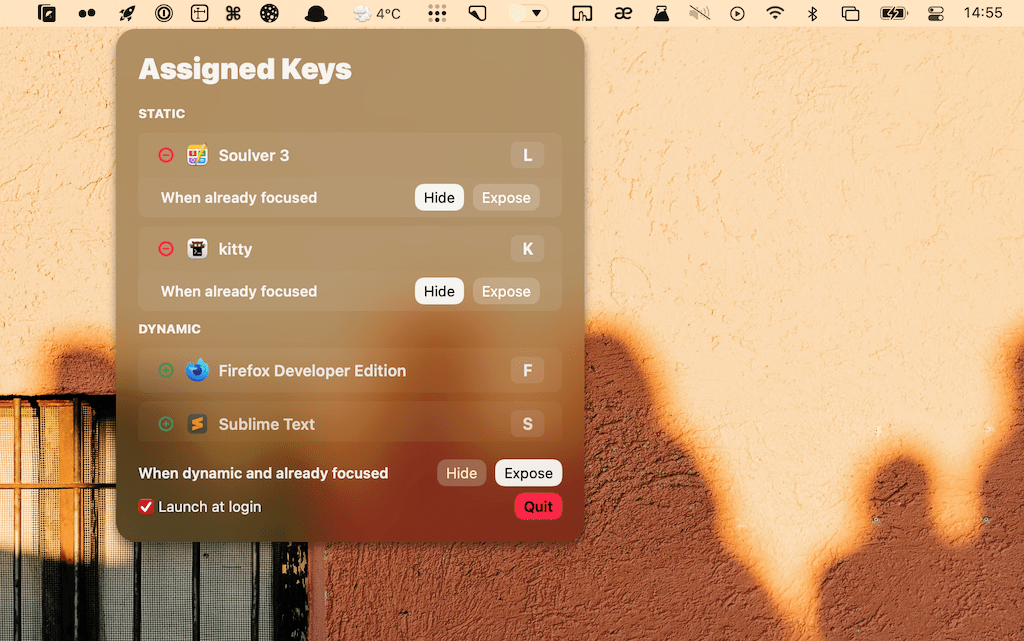 4°C
14:55
Assigned Keys
STATIC
Soulver 3 L
When already focused Hide Expose
kitty K
When already focused Hide Expose
DYNAMIC
Firefox Developer Edition F
Sublime Text S
When dynamic and already focused Hide Expose
Launch at login Quit